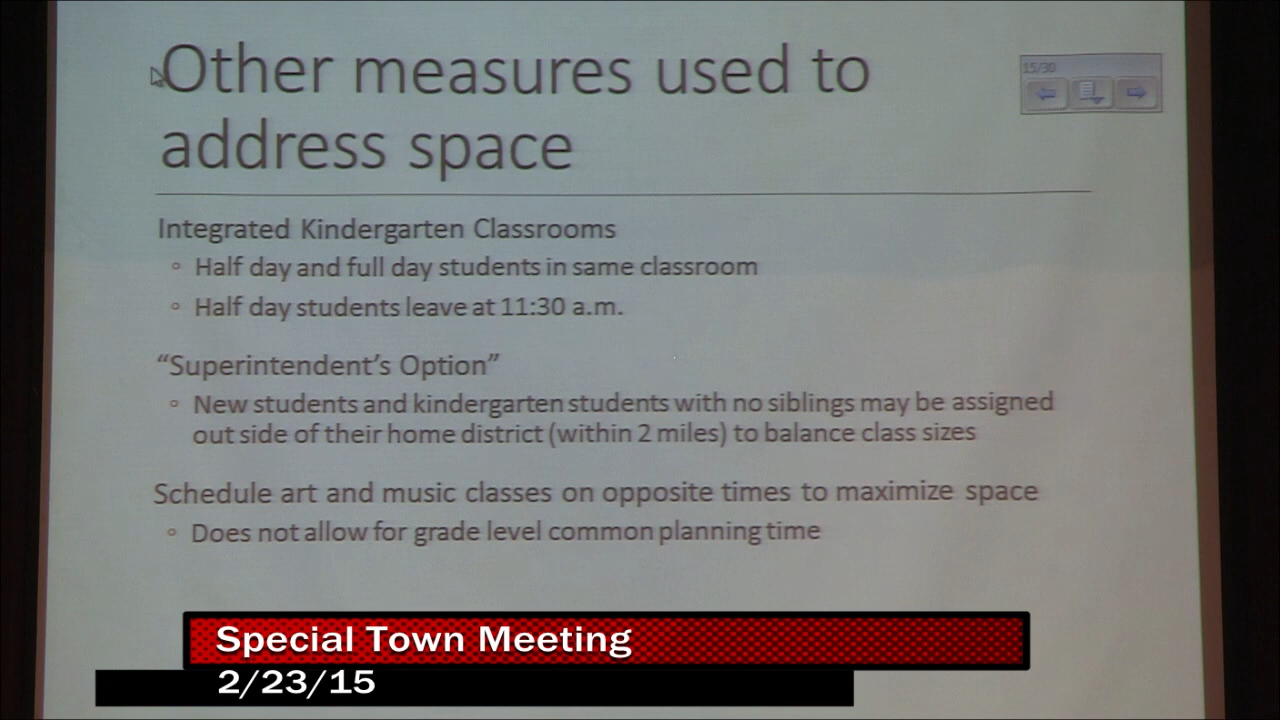 Other measures used to
address space
15/30
Integrated Kindergarten Classrooms
Half day and full day students in same classroom
Half day students leave at 11:30 a.m.
“Superintendent’s Option”
New students and kindergarten students with no siblings may be assigned
out side of their home district (within 2 miles) to balance class sizes
Schedule art and music classes on opposite times to maximize space
Does not allow for grade level common planning time
Special Town Meeting
2/23/15